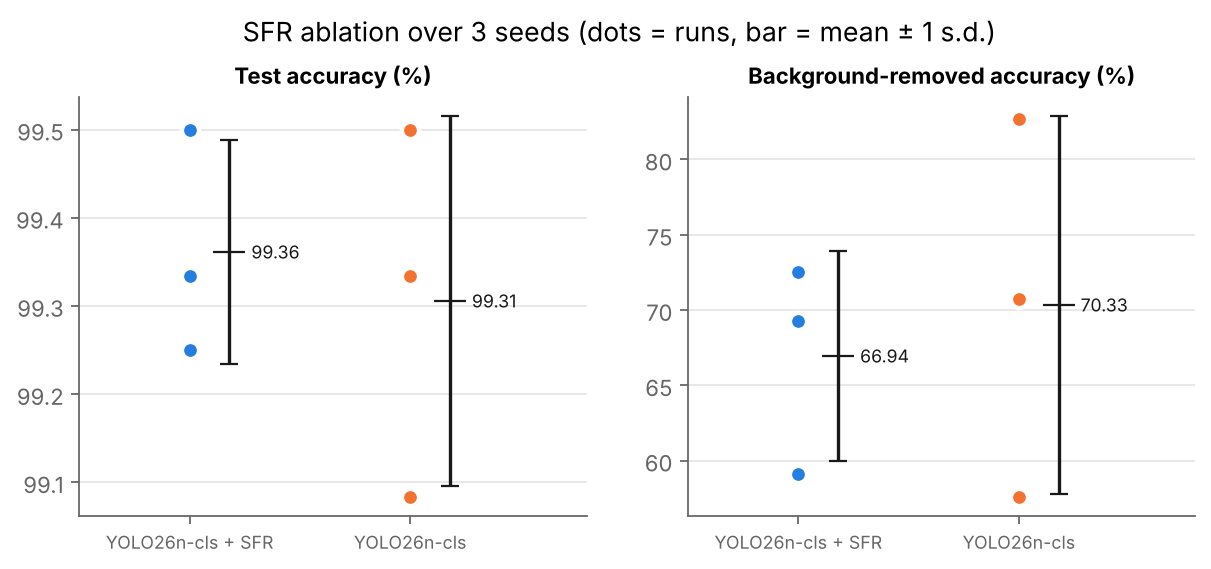 SFR ablation over 3 seeds (dots = runs, bar = mean ± 1 s.d.)
Test accuracy (%)
99.5
99.4
99.3
99.2
99.1
99.36
99.31
YOLO26n-cls + SFR
YOLO26n-cls
Background-removed accuracy (%)
80
75
70
65
60
66.94
70.33
YOLO26n-cls + SFR
YOLO26n-cls